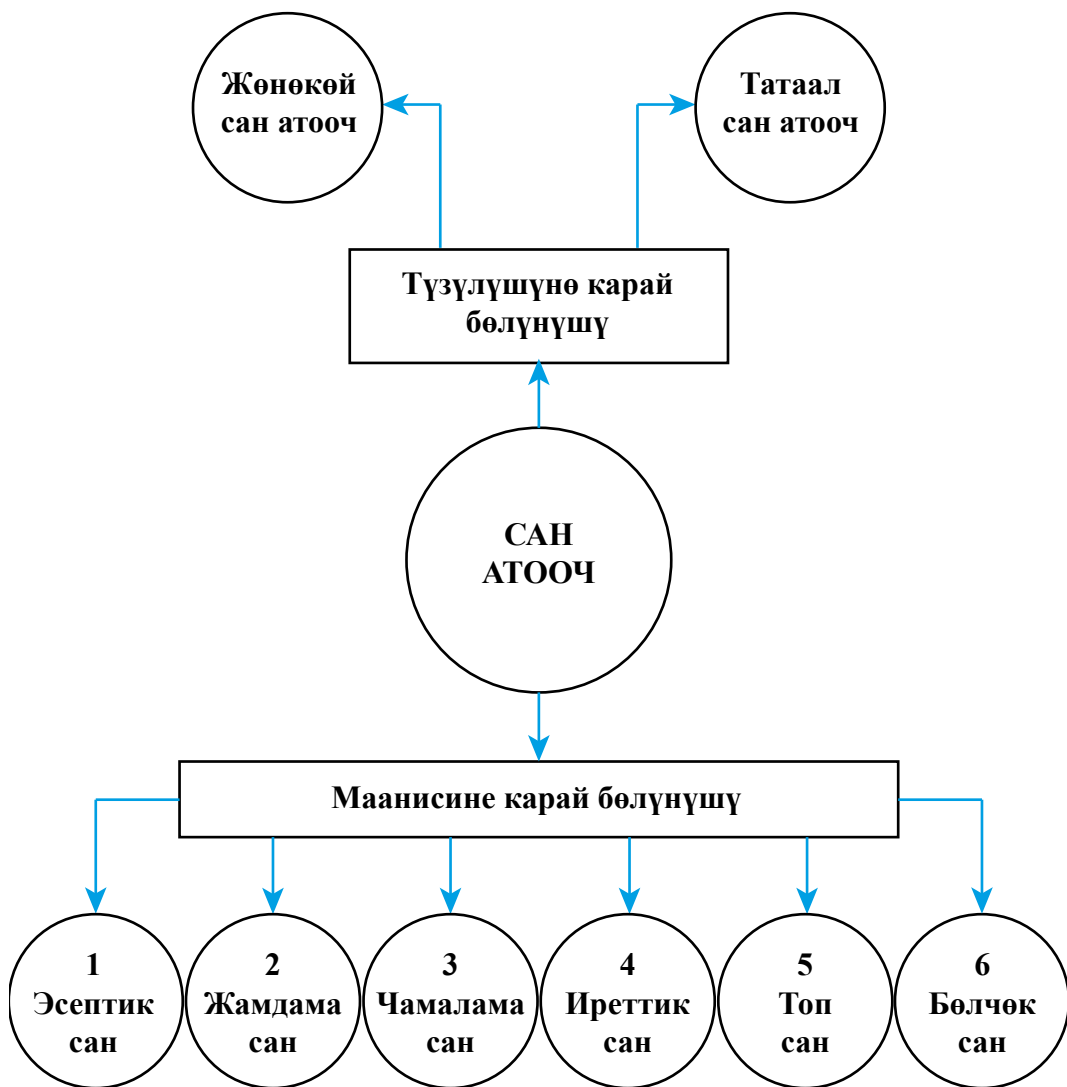 Жөнөкөй
сан атооч
Татаал
сан атооч
Түзүлүшүнө карай
бөлүнүшү
САН
АТООЧ
Маанисине карай бөлүнүшү
1
Эсептик
сан
2
Жамдама
сан
3
Чамалама
сан
4
Иреттик
сан
5
Топ
сан
6
Бөлчөк
сан